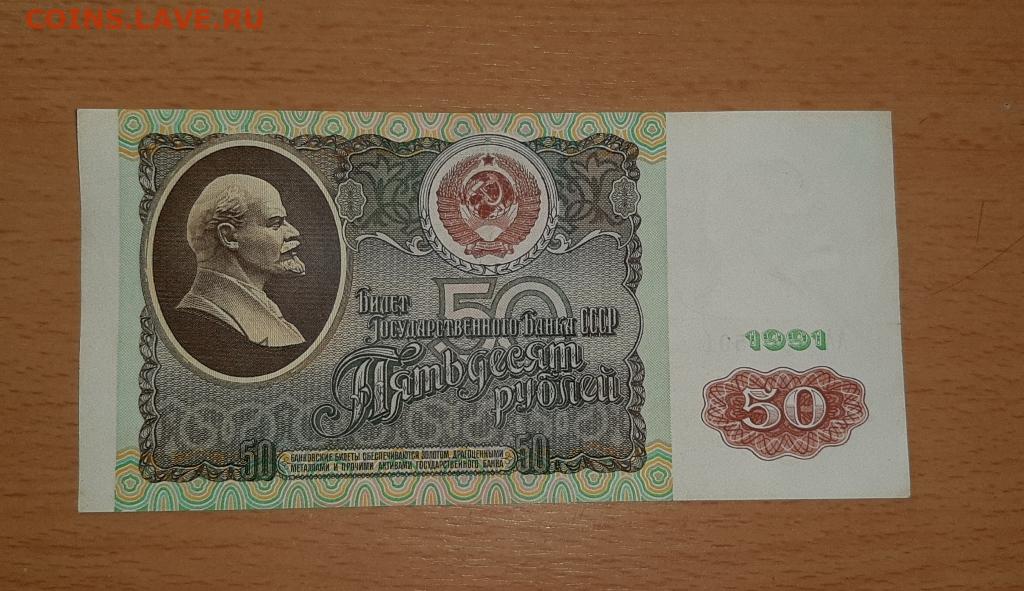 COINS.LAVE.RU
Билет 50
Государственного Банка СССР
Пятьдесят
рублей
1991
50
50 БАНКОВСКИЕ БИЛЕТЫ ОБЕСПЕЧИВАЮТСЯ ЗОЛОТОМ, ДРАГОЦЕННЫМИ 50
МЕТАЛЛАМИ И ПРОЧИМИ АКТИВАМИ ГОСУДАРСТВЕННОГО БАНКА